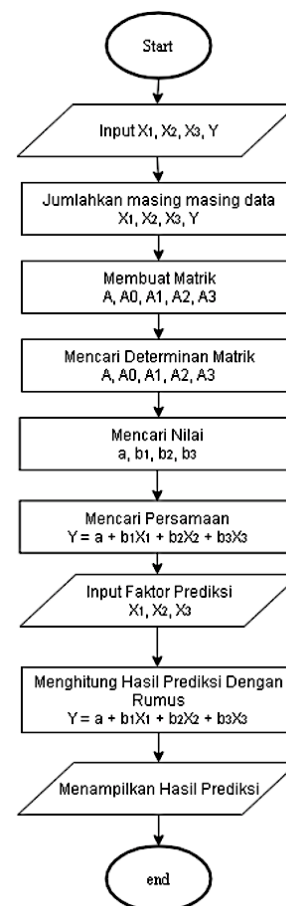 Start
Input X1, X2, X3, Y
Jumlahkan masing masing data
X1, X2, X3, Y
Membuat Matrik
A, A0, A1, A2, A3
Mencari Determinan Matrik
A, A0, A1, A2, A3
Mencari Nilai
a, b1, b2, b3
Mencari Persamaan
Y = a + b1X1 + b2X2 + b3X3
Input Faktor Prediksi
X1, X2, X3
Menghitung Hasil Prediksi Dengan
Rumus
Y = a + b1X1 + b2X2 + b3X3
Menampilkan Hasil Prediksi
end